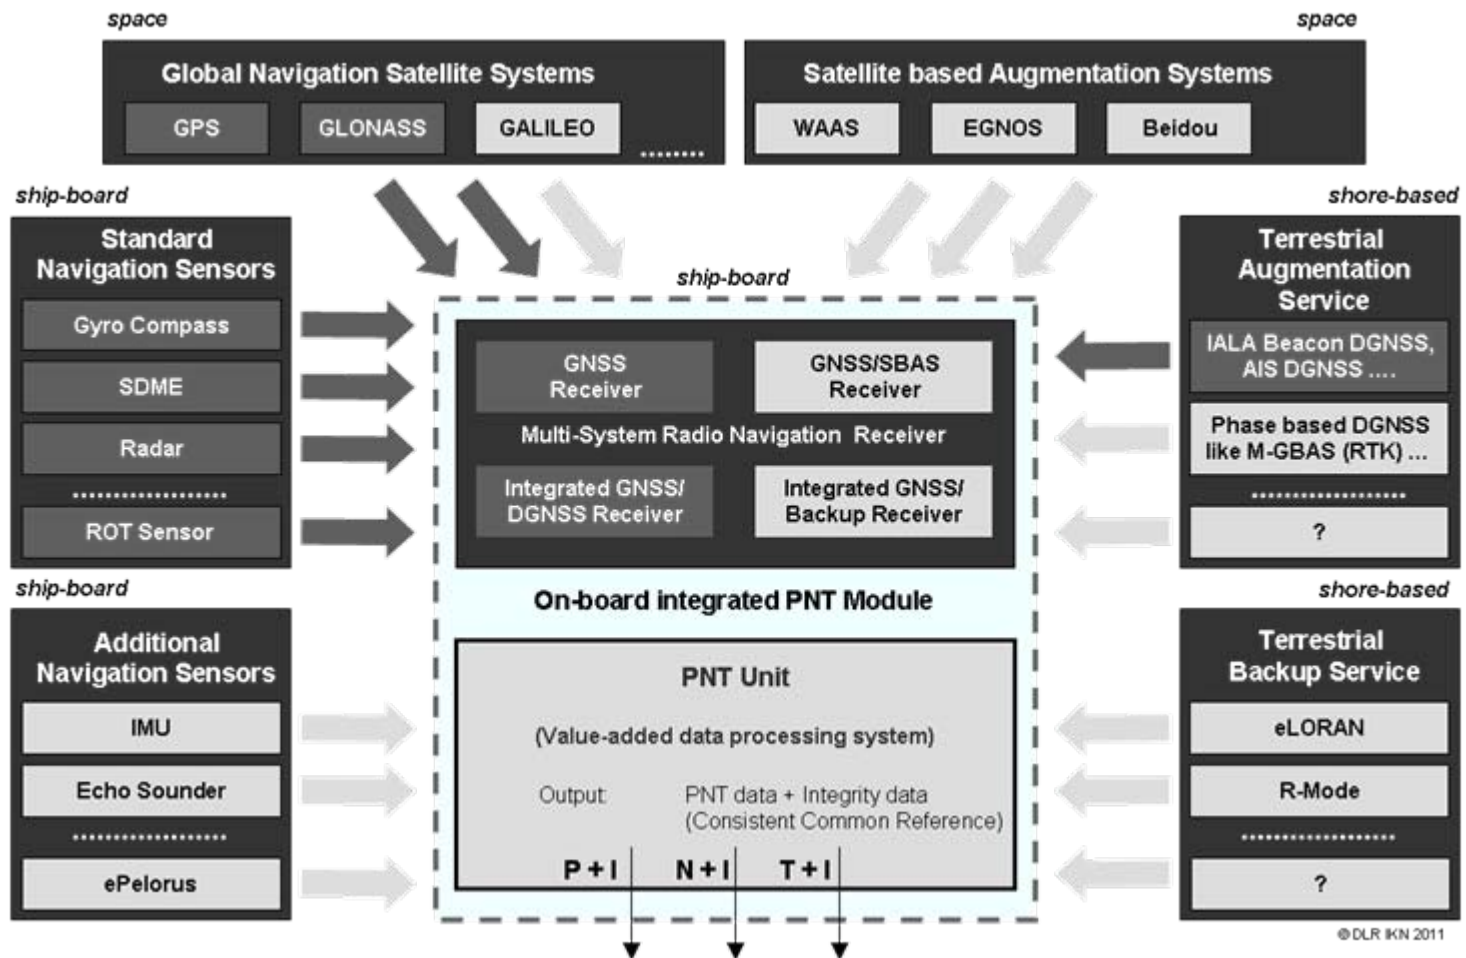 space
space
Global Navigation Satellite Systems
GPS
GLONASS
GALILEO
........
Satellite based Augmentation Systems
WAAS
EGNOS
Beidou
ship-board
Standard
Navigation Sensors
Gyro Compass
SDME
Radar
...................
ROT Sensor
ship-board
Additional
Navigation Sensors
IMU
Echo Sounder
...................
ePelorus
ship-board
GNSS
Receiver
GNSS/SBAS
Receiver
Multi-System Radio Navigation Receiver
Integrated GNSS/
DGNSS Receiver
Integrated GNSS/
Backup Receiver
On-board integrated PNT Module
PNT Unit
(Value-added data processing system)
Output: PNT data + Integrity data
(Consistent Common Reference)
P + I
N + I
T + I
shore-based
Terrestrial
Augmentation
Service
IALA Beacon DGNSS,
AIS DGNSS ....
Phase based DGNSS
like M-GBAS (RTK) ...
...................
?
shore-based
Terrestrial
Backup Service
eLORAN
R-Mode
...................
?
© DLR IKN 2011